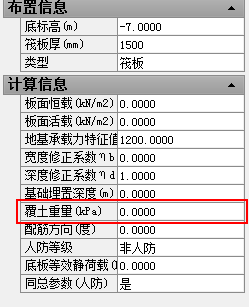 布置信息
底标高(m) -7.0000
筏板厚(mm) 1500
类型 筏板
计算信息
板面恒载(kN/m2) 0.0000
板面活载(kN/m2) 0.0000
地基承载力特征值 1200.0000
宽度修正系数ηb 0.0000
深度修正系数ηd 1.0000
基础埋置深度(m) 0.0000
覆土重量(kPa) 0.0000
配筋方向(度) 0.0000
人防等级 非人防
底板等效静荷载( 0.0000
同总参数(人防) 是